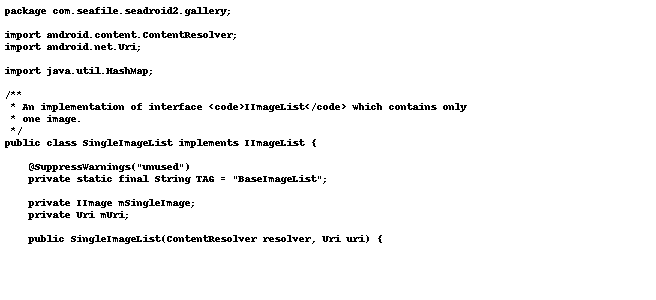 package com.seafile.seadroid2.gallery;

import android.content.ContentResolver;
import android.net.Uri;

import java.util.HashMap;

/**
 * An implementation of interface <code>IImageList</code> which contains only
 * one image.
 */
public class SingleImageList implements IImageList {

    @SuppressWarnings("unused")
    private static final String TAG = "BaseImageList";

    private IImage mSingleImage;
    private Uri mUri;

    public SingleImageList(ContentResolver resolver, Uri uri) {